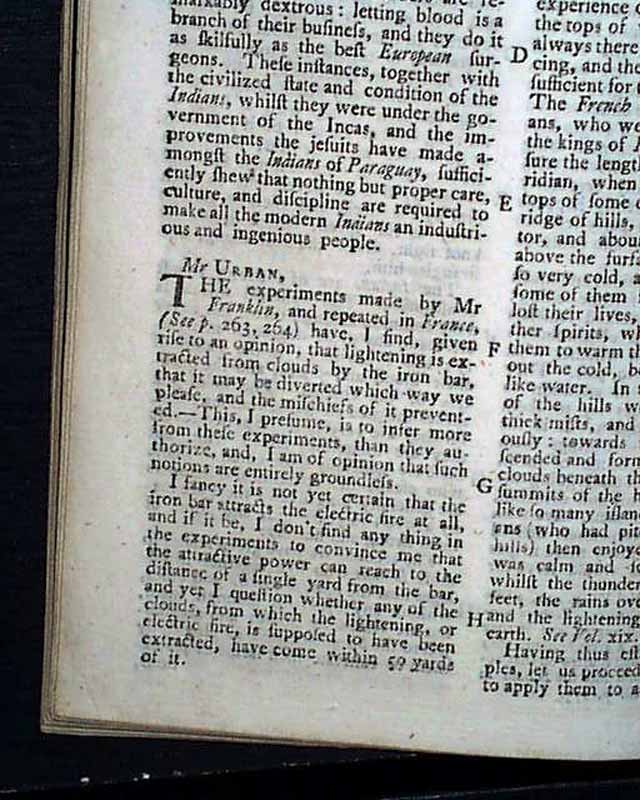 markably dextrous: letting blood is a
branch of their buſineſs, and they do it
as ſkilfully as the beſt European ſur-
geons. Theſe inſtances, together with
the civilized ſtate and condition of the
Indians, whilſt they were under the go-
vernment of the Incas, and the im-
provements the jeſuits have made a-
mongſt the Indians of Paraguay, ſuffici-
ently ſhew that nothing but proper care,
culture, and diſcipline are required to
make all the modern Indians an induſtri-
ous and ingenious people.
Mr URBAN,
THE experiments made by Mr
Franklin, and repeated in France,
(See p. 263, 264) have, I find, given
riſe to an opinion, that lightening is ex-
tracted from clouds by the iron bar,
that it may be diverted which way we
pleaſe, and the miſchiefs of it prevent-
ed.—This, I preſume, is to infer more
from theſe experiments, than they au-
thorize, and, I am of opinion that ſuch
notions are entirely groundleſs.
I fancy it is not yet certain that the
iron bar attracts the electric fire at all,
and if it be, I don't find any thing in
the experiments to convince me that
the attractive power can reach to the
diſtance of a ſingle yard from the bar,
and yet I queſtion whether any of the
clouds, from which the lightening, or
electric fire, is ſuppoſed to have been
extracted, have come within 50 yards
of it.
D
E
F
G
H
experience
the tops of
always there
cing, and the
ſufficient for
The French
ans, who we
the kings of
ſure the length
ridian, when
tops of ſome
ridge of hills,
tor, and abou
above the furfa
ſo very cold, a
ſome of them
loſt their lives,
ther ſpirits, wh
them to warm th
out the cold, b
like water. In
of the hills w
thick miſts, and
ouſly: towards
ſcended and form
clouds beneath th
ſummits of the h
like ſo many iſlan
ans (who had pit
hills) then enjoye
was calm and ſe
whilſt the thunder
feet, the rains ove
and the lightening
earth. See Vol. xix.
Having thus eſt
ples, let us proceed
to apply them to a